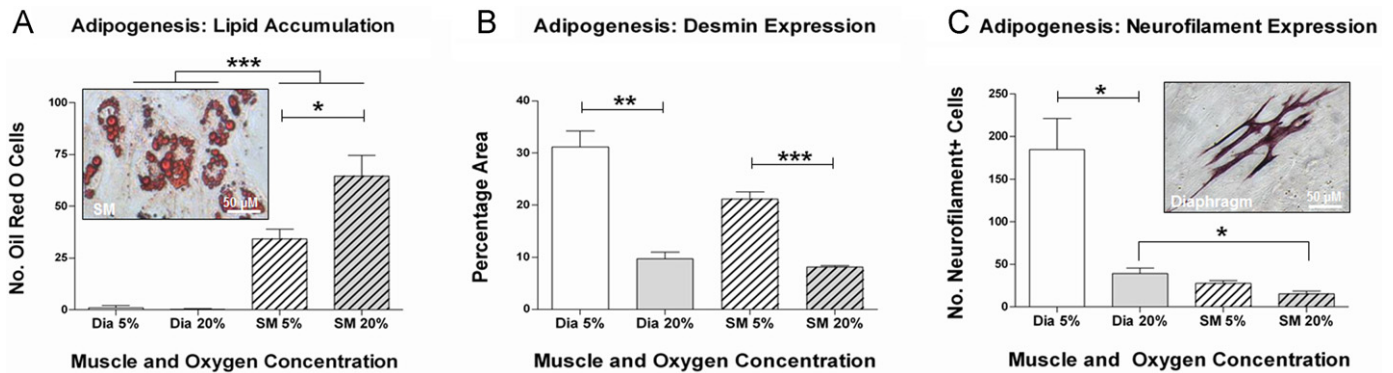 A
Adipogenesis: Lipid Accumulation
No. Oil Red O Cells
100
75
50
25
0
***
*
SM
50 µM
Dia 5%
Dia 20%
SM 5%
SM 20%
Muscle and Oxygen Concentration
B
Adipogenesis: Desmin Expression
Percentage Area
40
30
20
10
0
**
***
Dia 5%
Dia 20%
SM 5%
SM 20%
Muscle and Oxygen Concentration
C
Adipogenesis: Neurofilament Expression
No. Neurofilament+ Cells
250
200
150
100
50
0
*
*
Diaphragm
50 µM
Dia 5%
Dia 20%
SM 5%
SM 20%
Muscle and Oxygen Concentration